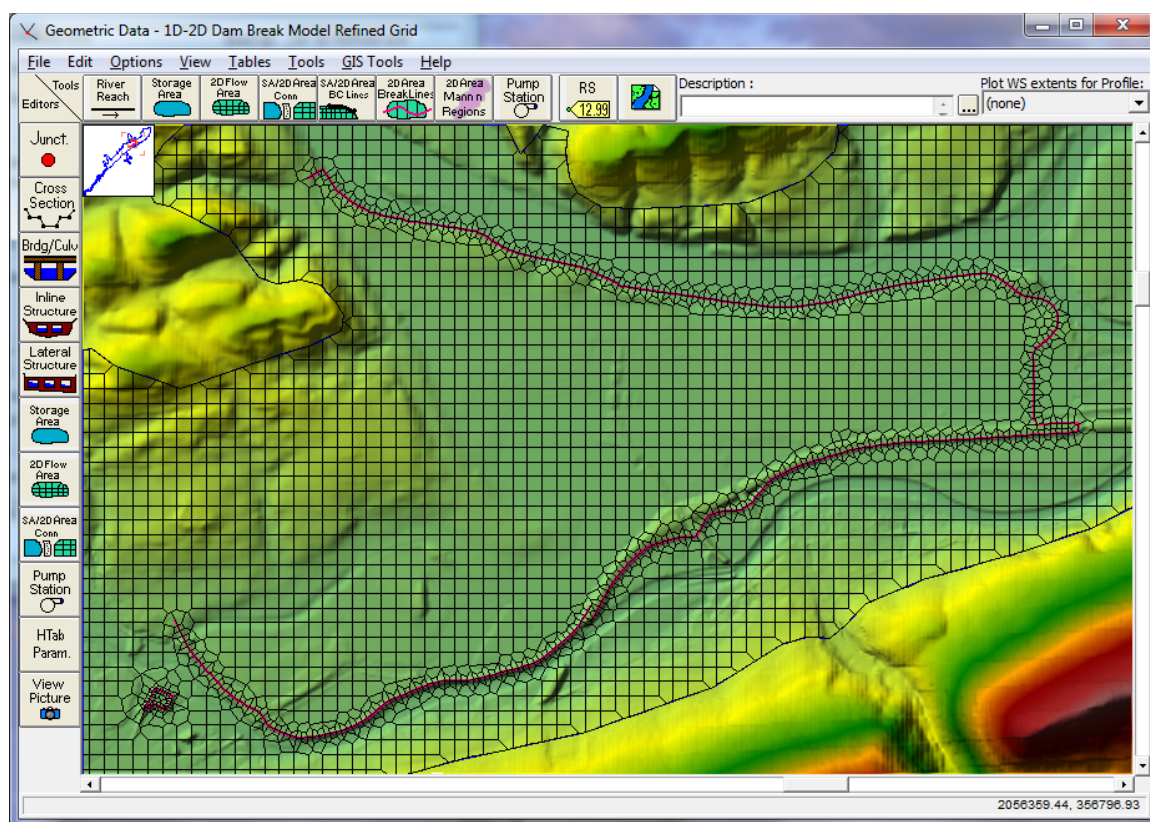 Geometric Data - 1D-2D Dam Break Model Refined Grid
File Edit Options View Tables Tools GIS Tools Help
Tools
Editors
River
Reach
Storage
Area
2D Flow
Area
SA/2D Area
Conn
SA/2D Area
BC Lines
2D Area
BreakLines
2D Area
Mann n
Regions
Pump
Station
RS
12.99
Description :
...
Plot WS extents for Profile:
(none)
Junct.
Cross
Section
Brdg/Culv
Inline
Structure
Lateral
Structure
Storage
Area
2D Flow
Area
SA/2D Area
Conn
Pump
Station
HTab
Param.
View
Picture
2056359.44, 356796.93